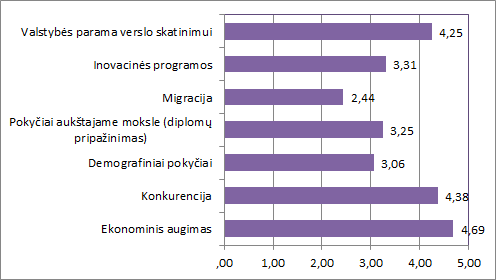 Valstybės parama verslo skatinimui
4,25
Inovacinės programos
3,31
Migracija
2,44
Pokyčiai aukštajame moksle (diplomų
pripažinimas)
3,25
Demografiniai pokyčiai
3,06
Konkurencija
4,38
Ekonominis augimas
4,69
,00 1,00 2,00 3,00 4,00 5,00